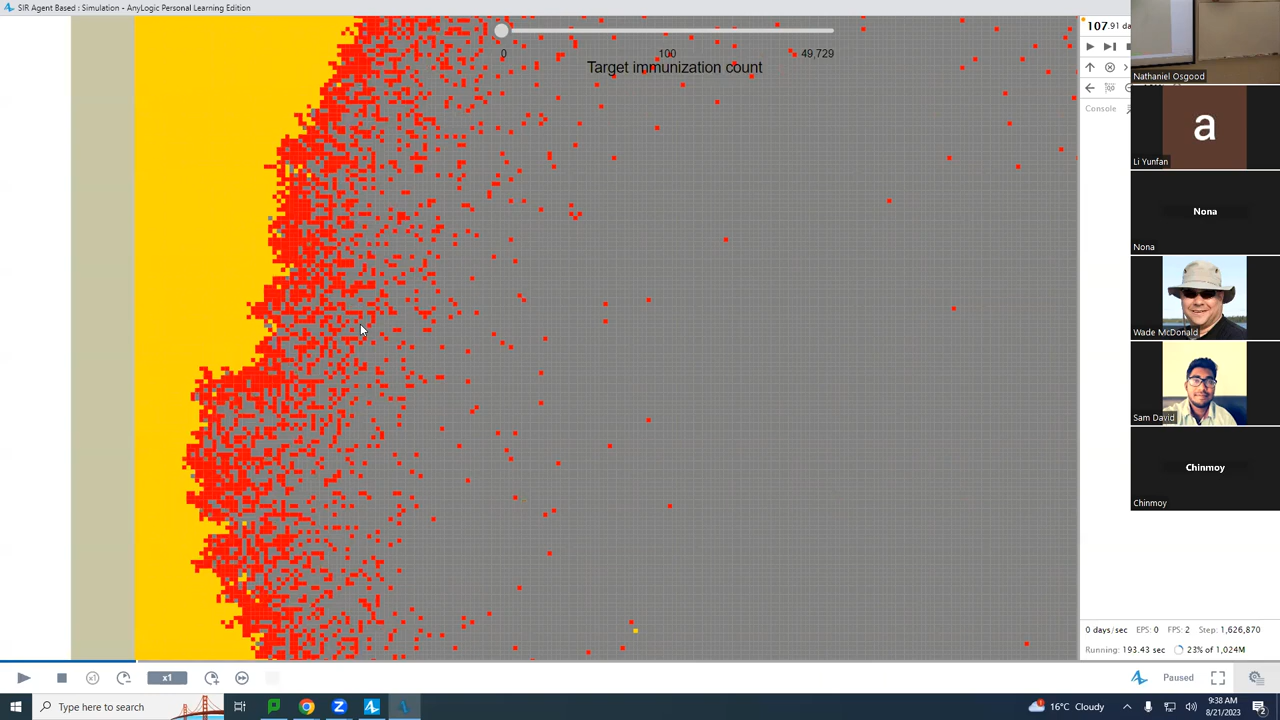 SIR Agent Based : Simulation - AnyLogic Personal Learning Edition
0
100
49,729
Target immunization count
107.91 da
Console
Nathaniel Osgood
a
Li Yunfan
Nona
Nona
Wade McDonald
Sam David
Chinmoy
Chinmoy
0 days/sec EPS: 0 FPS: 2 Step: 1,626,870
Running: 193.43 sec 23% of 1,024M
x1
Paused
Type here to search
16°C Cloudy
9:38 AM
8/21/2023
2